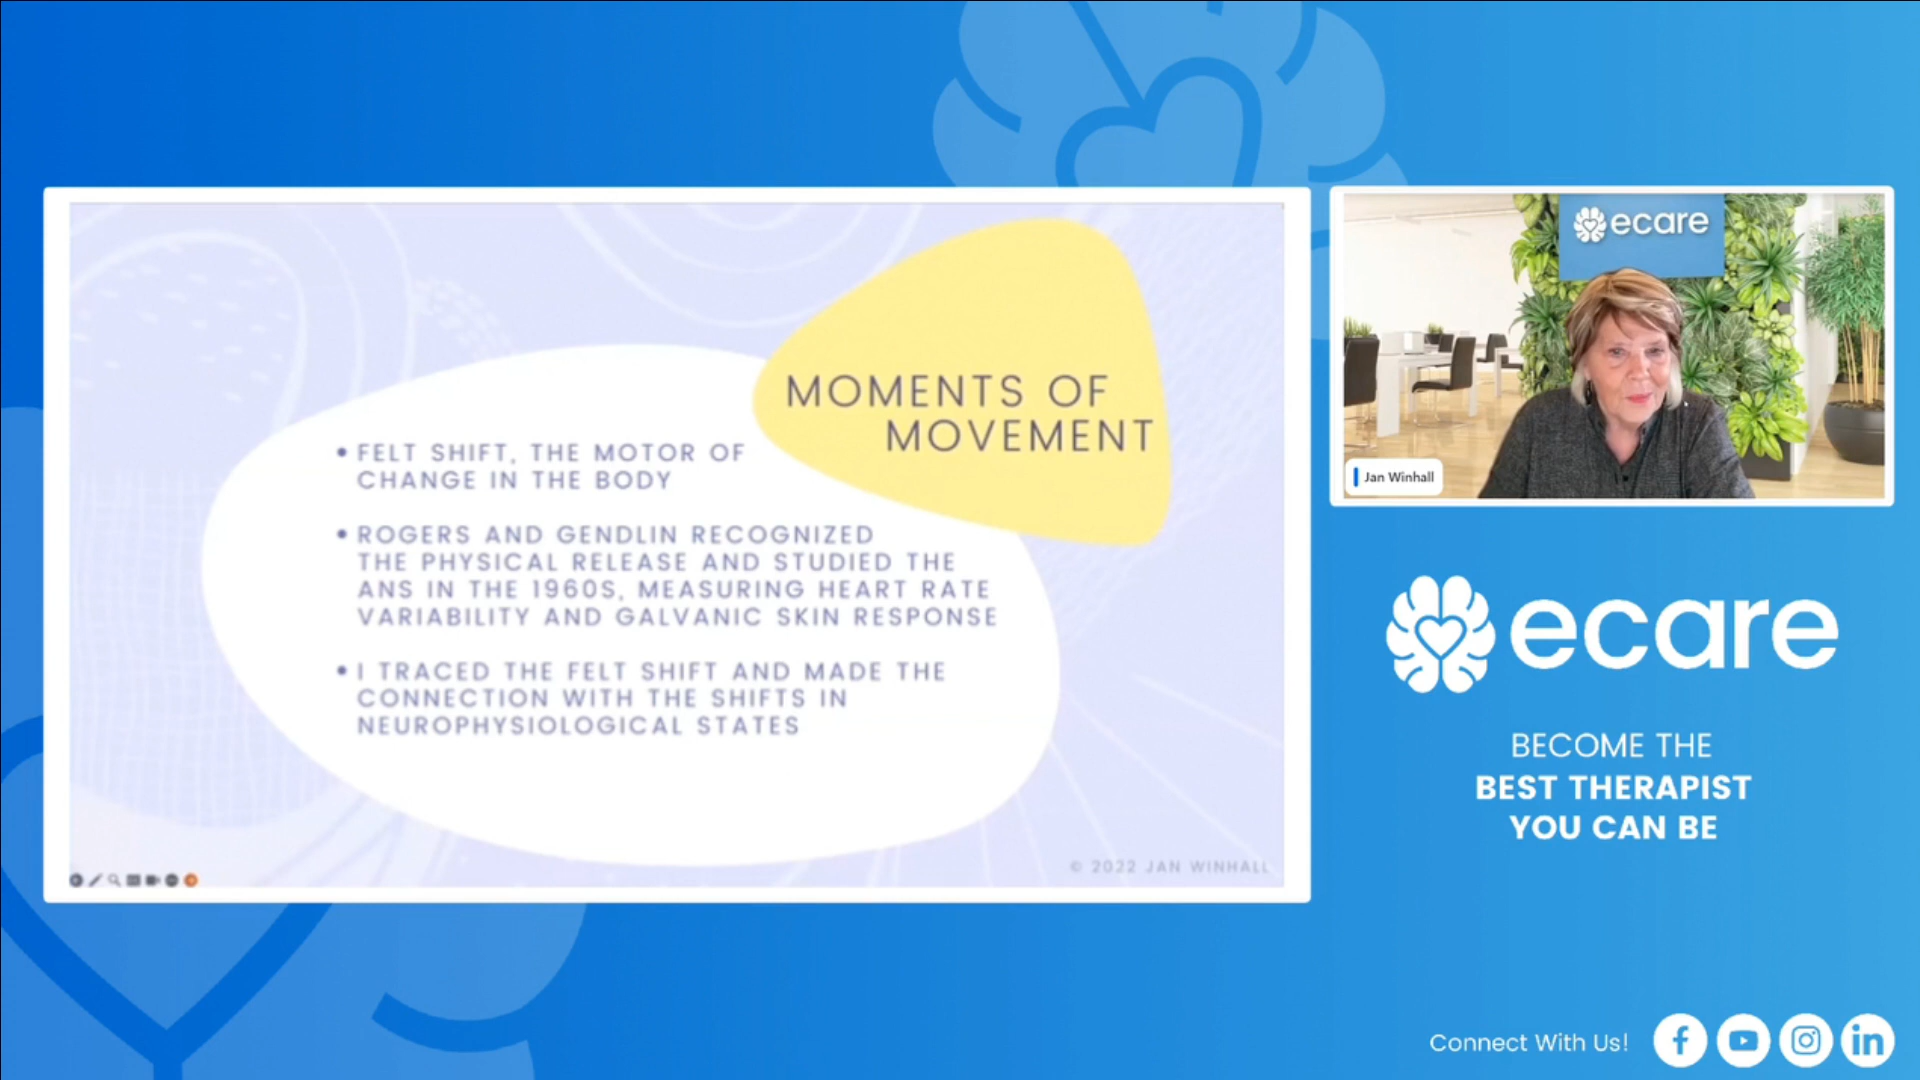 MOMENTS OF
MOVEMENT
• FELT SHIFT, THE MOTOR OF
CHANGE IN THE BODY
• ROGERS AND GENDLIN RECOGNIZED
THE PHYSICAL RELEASE AND STUDIED THE
ANS IN THE 1960S, MEASURING HEART RATE
VARIABILITY AND GALVANIC SKIN RESPONSE
• I TRACED THE FELT SHIFT AND MADE THE
CONNECTION WITH THE SHIFTS IN
NEUROPHYSIOLOGICAL STATES
© 2022 JAN WINHALL
ecare
Jan Winhall
ecare
BECOME THE
BEST THERAPIST
YOU CAN BE
Connect With Us!